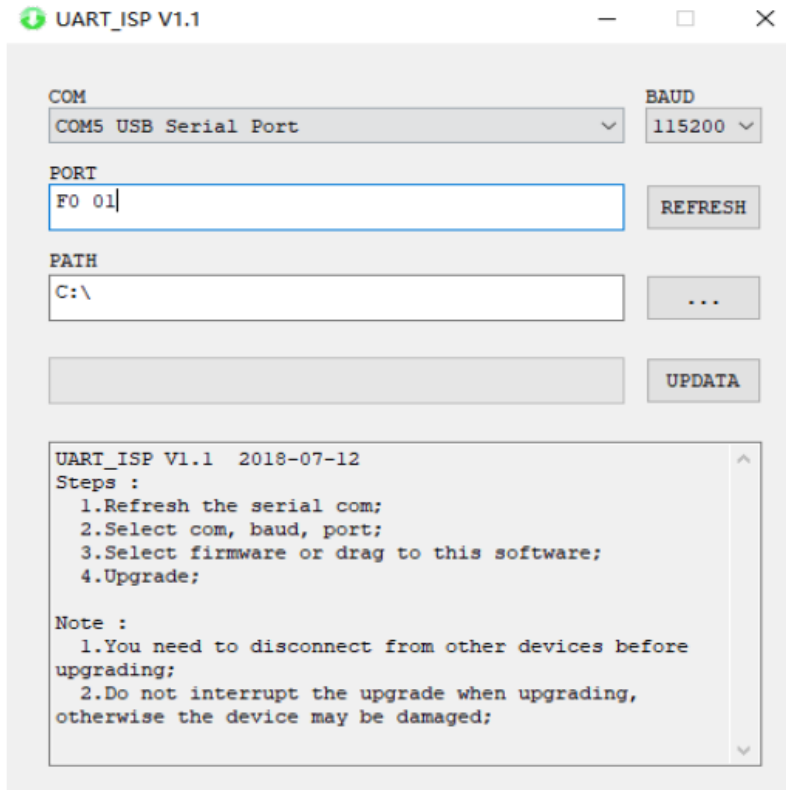 UART_ISP V1.1
COM
BAUD
COM5 USB Serial Port
115200
PORT
F0 01
REFRESH
PATH
C:\
...
UPDATA
UART_ISP V1.1  2018-07-12
Steps :
  1.Refresh the serial com;
  2.Select com, baud, port;
  3.Select firmware or drag to this software;
  4.Upgrade;
Note :
  1.You need to disconnect from other devices before
upgrading;
  2.Do not interrupt the upgrade when upgrading,
otherwise the device may be damaged;